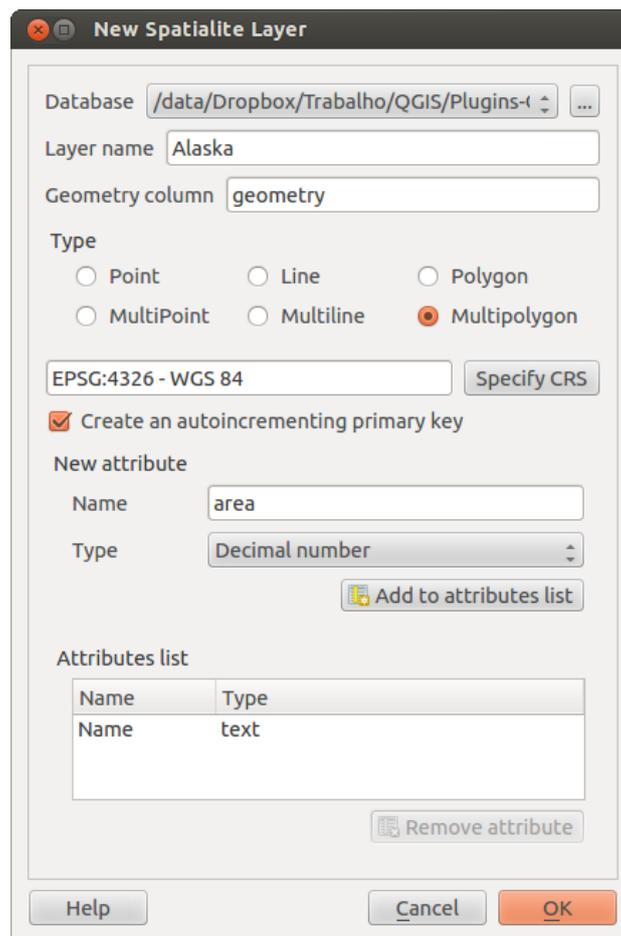 New Spatialite Layer
Database /data/Dropbox/Trabalho/QGIS/Plugins- ...
Layer name Alaska
Geometry column geometry
Type
Point Line Polygon
MultiPoint Multiline Multipolygon
EPSG:4326 - WGS 84 Specify CRS
Create an autoincrementing primary key
New attribute
Name area
Type Decimal number
Add to attributes list
Attributes list
Name Type
Name text
Remove attribute
Help Cancel OK